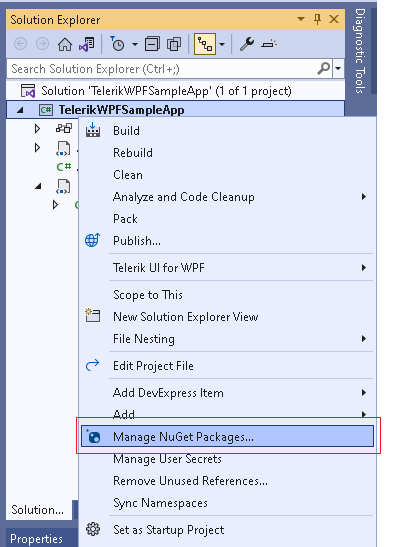 Solution Explorer
Search Solution Explorer (Ctrl+;)
Solution 'TelerikWPFSampleApp' (1 of 1 project)
C# TelerikWPFSampleApp
Build
Rebuild
C#
Clean
Analyze and Code Cleanup
Pack
Publish...
Telerik UI for WPF
Scope to This
New Solution Explorer View
File Nesting
Edit Project File
Add DevExpress Item
Add
Manage NuGet Packages...
Manage User Secrets
Remove Unused References...
Solution...
Sync Namespaces
Set as Startup Project
Properties
Diagnostic Tools